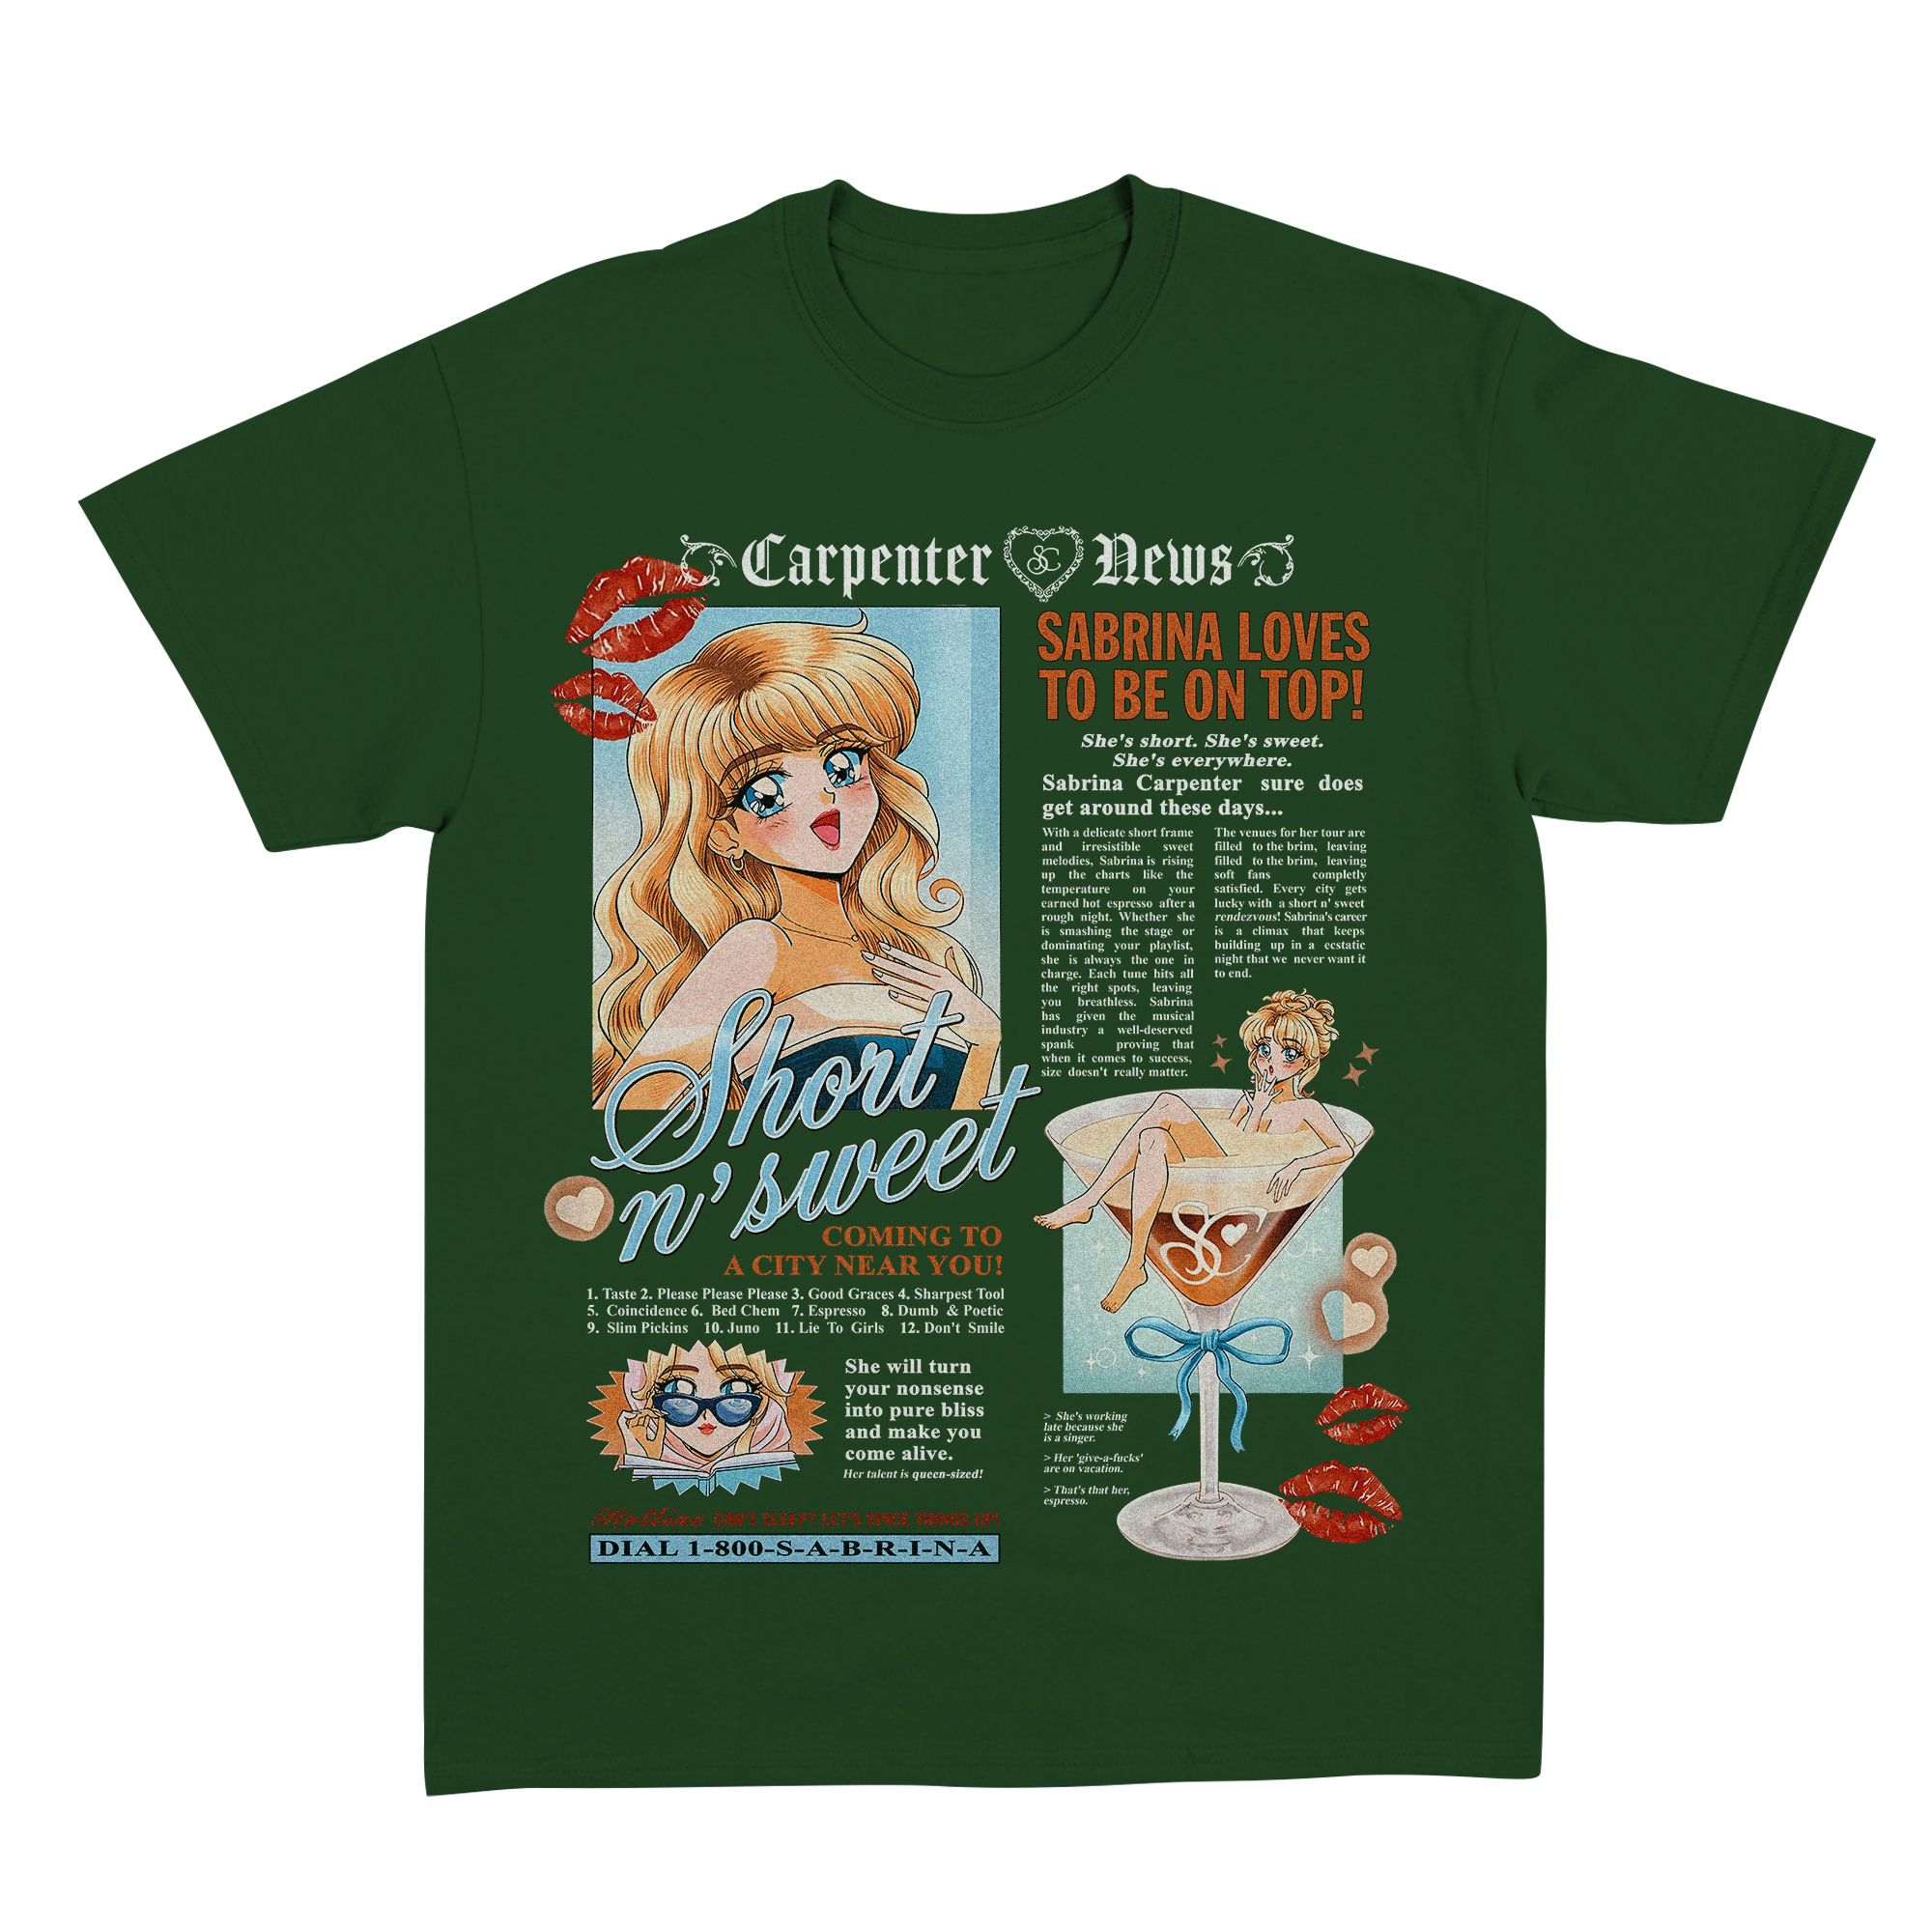 Carpenter SC News
SABRINA LOVES
TO BE ON TOP!
She's short. She's sweet.
She's everywhere.
Sabrina Carpenter sure does
get around these days...
With a delicate short frame
and irresistible sweet
melodies, Sabrina is rising
up the charts like the
temperature on your
earned hot espresso after a
rough night. Whether she
is smashing the stage or
dominating your playlist,
she is always the one in
charge. Each tune hits all
the right spots, leaving
you breathless. Sabrina
has given the musical
industry a well-deserved
spank proving that
when it comes to success,
size doesn't really matter.
The venues for her tour are
filled to the brim, leaving
filled to the brim, leaving
soft fans completly
satisfied. Every city gets
lucky with a short n' sweet
rendezvous! Sabrina's career
is a climax that keeps
building up in a ecstatic
night that we never want it
to end.
Short
n' sweet
COMING TO
A CITY NEAR YOU!
1. Taste 2. Please Please Please 3. Good Graces 4. Sharpest Tool
5. Coincidence 6. Bed Chem 7. Espresso 8. Dumb & Poetic
9. Slim Pickins 10. Juno 11. Lie To Girls 12. Don't Smile
She will turn
your nonsense
into pure bliss
and make you
come alive.
Her talent is queen-sized!
Hotline CAN'T SLEEP? LET'S SPICE THINGS UP!
DIAL 1-800-S-A-B-R-I-N-A
SC
> She's working
late because she
is a singer.
> Her 'give-a-fucks'
are on vacation.
> That's that her,
espresso.